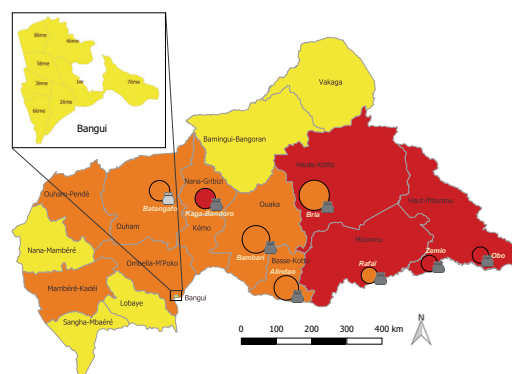 8ème
4ème
5ème
1er
7ème
3ème
2ème
6ème
Bangui
Vakaga
Bamingui-Bangoran
Haute-Kotto
Nana-Gribizi
Ouham-Pendé
Ouaka
Haut-Mbomou
Batangafo
Kaga-Bandoro
Bria
Ouham
Kémo
Mbomou
Bambari
Nana-Mambéré
Ombella-M'Poko
Basse-Kotto
Zemio
Obo
Rafaï
Alindao
Mambéré-Kadéi
Lobaye
Bangui
Sangha-Mbaéré
0 100 200 300 400 km
N